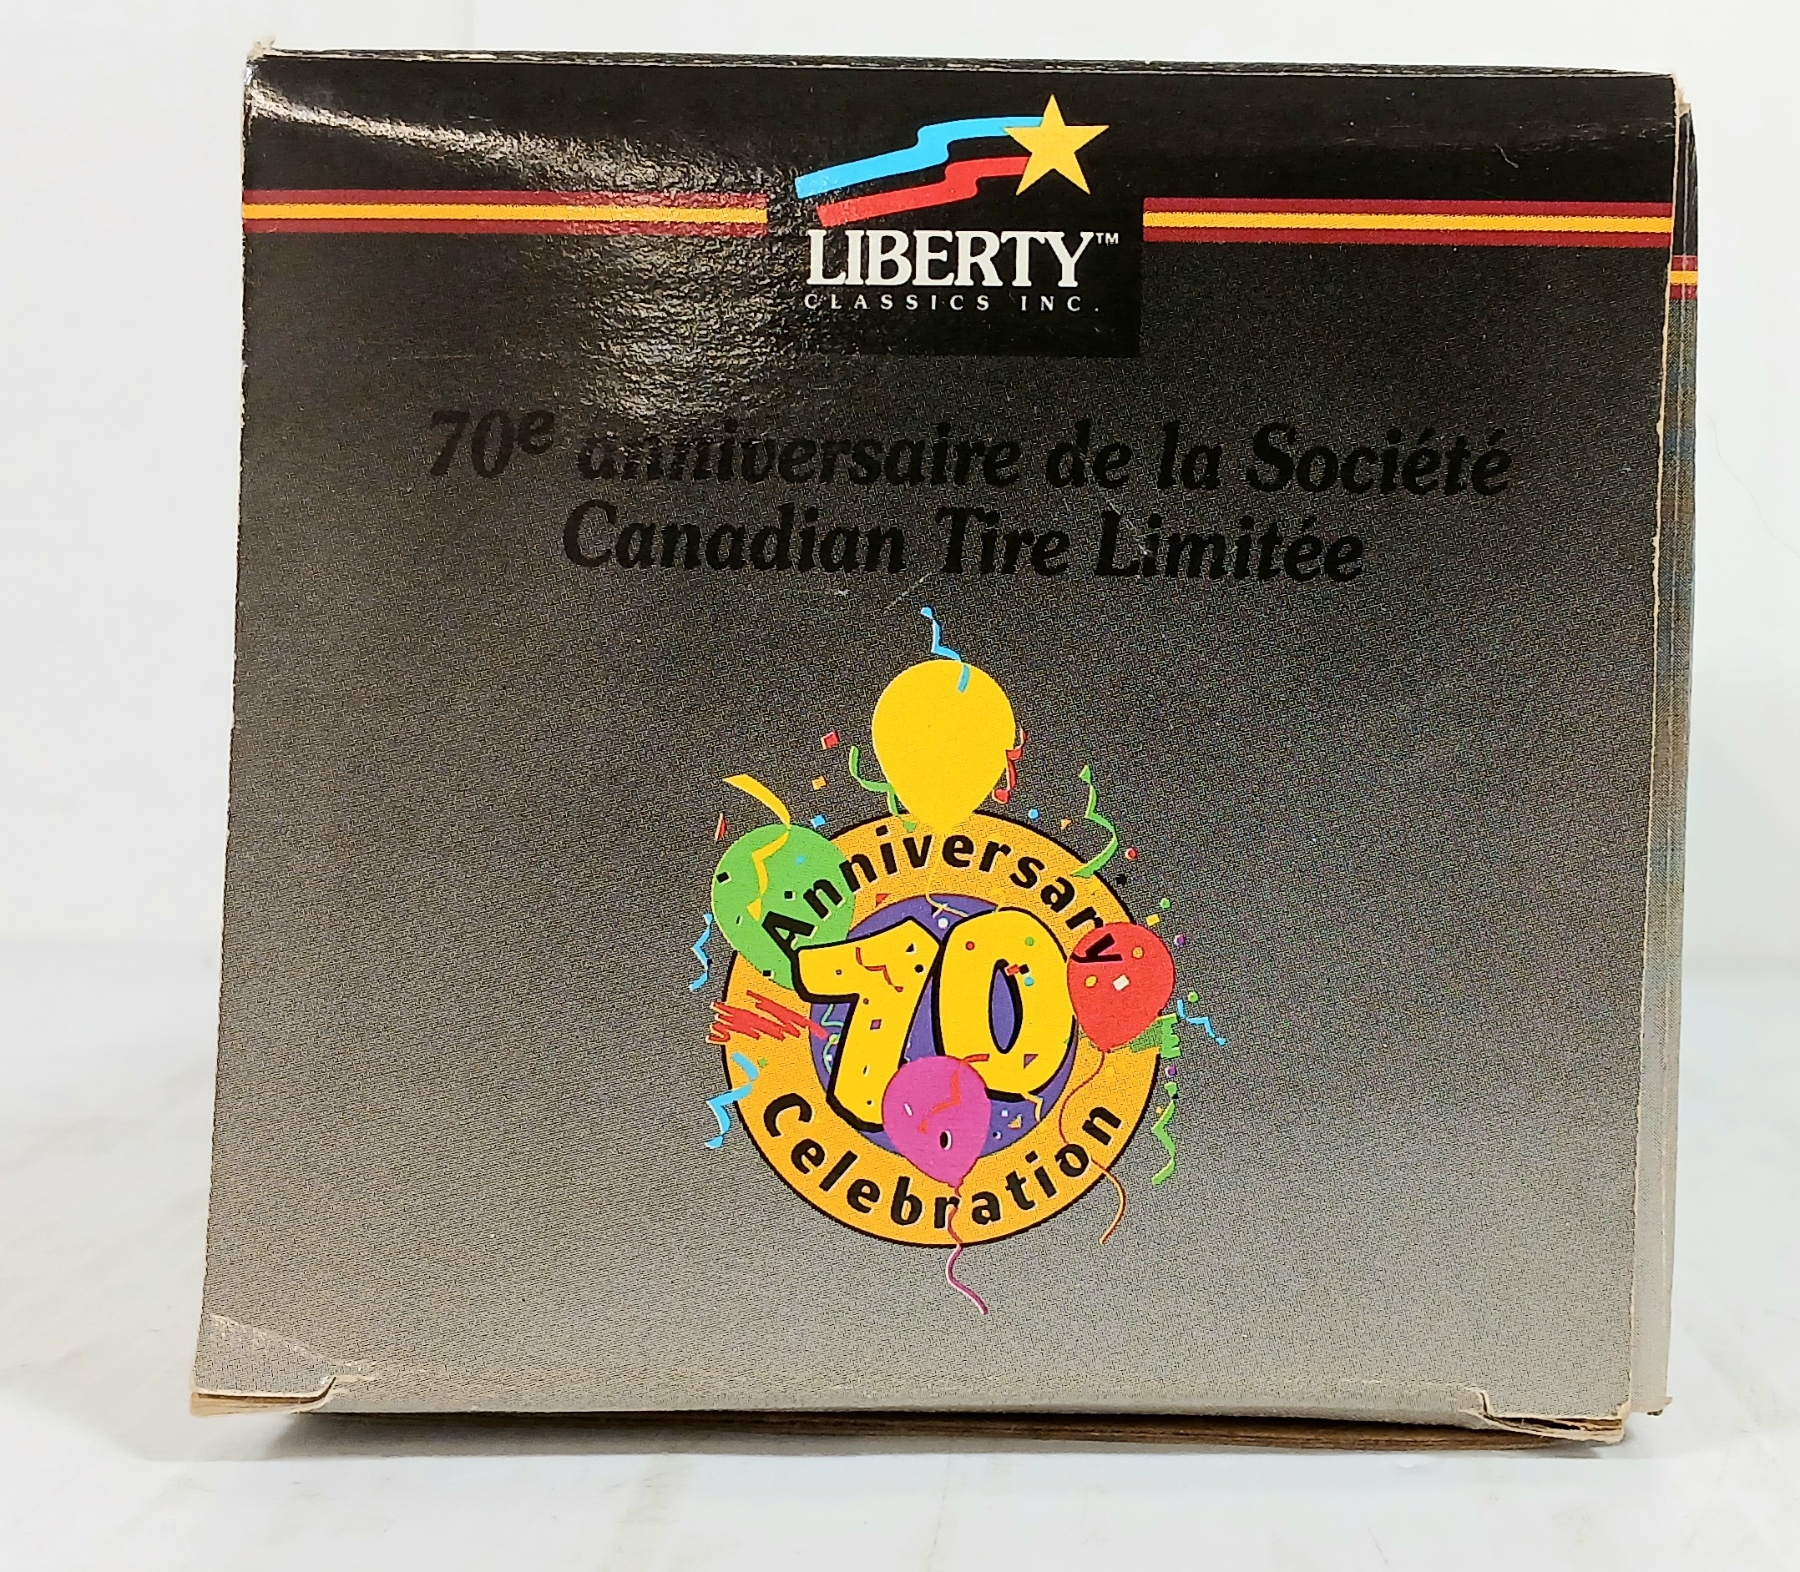 LIBERTY™
CLASSICS INC.
70e anniversaire de la Société
Canadian Tire Limitée
Anniversary
70
Celebration